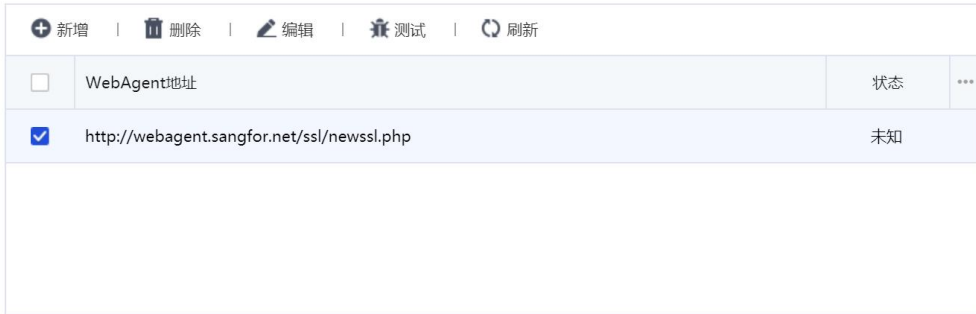 新增 | 删除 | 编辑 | 测试 | 刷新
WebAgent地址 状态 •••
http://webagent.sangfor.net/ssl/newssl.php 未知